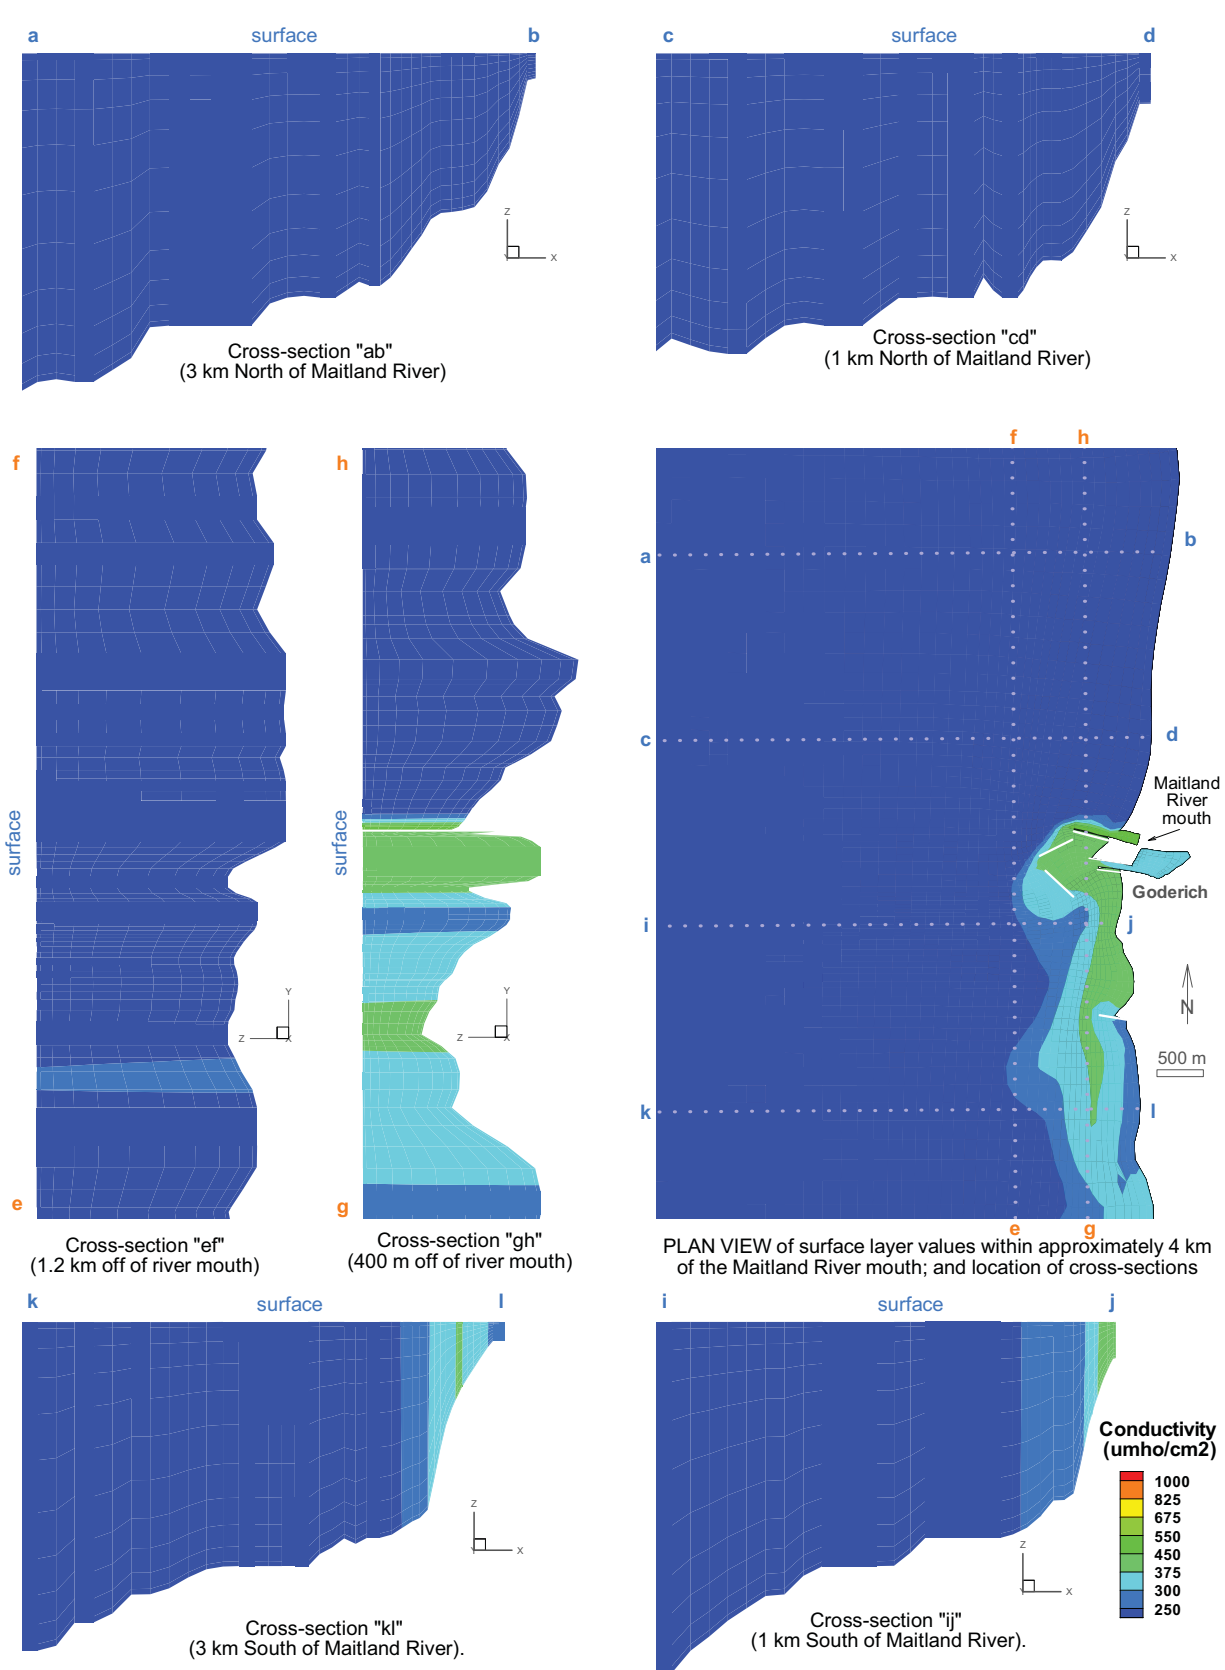 a surface b
c surface d
Z
X
Y
Z
X
Y
Cross-section "ab"
(3 km North of Maitland River)
Cross-section "cd"
(1 km North of Maitland River)
f
h
f h
a
b
c
d
Maitland
River
mouth
Goderich
i
j
N
500 m
k
l
surface
surface
Y
Z
X
Y
Z
X
e
g
e g
Cross-section "ef"
(1.2 km off of river mouth)
Cross-section "gh"
(400 m off of river mouth)
PLAN VIEW of surface layer values within approximately 4 km
of the Maitland River mouth; and location of cross-sections
k surface l
i surface j
Z
X
Y
Z
X
Y
Cross-section "kl"
(3 km South of Maitland River).
Cross-section "ij"
(1 km South of Maitland River).
Conductivity
(umho/cm2)
1000
825
675
550
450
375
300
250